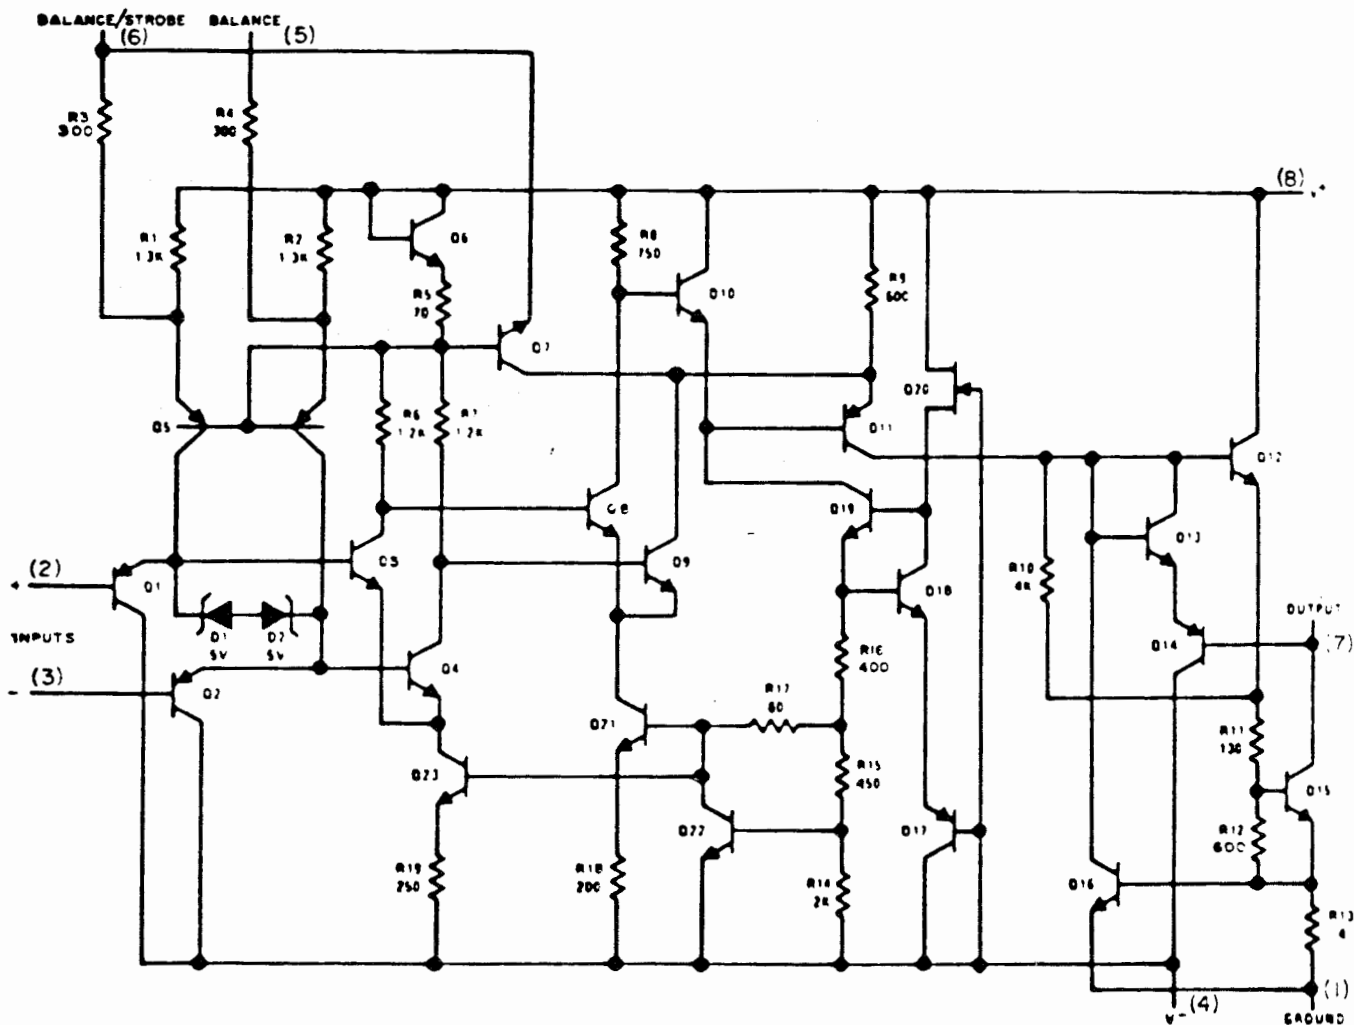 BALANCE/STROBE BALANCE
(6) (5)
R3
300
R4
300
(8) V+
R1
1.3K
R2
1.3K
Q6
R8
750
R5
70
Q10
R9
600
Q7
Q20
Q5
R6
1.2K
R7
1.2K
Q11
Q12
Q8
Q19
Q13
+ (2)
Q1
Q3
Q9
Q18
R10
4K
OUTPUT
INPUTS
D1
5V
D2
5V
Q14
(7)
- (3)
Q2
Q4
R16
400
R17
60
Q21
R11
130
Q23
R15
450
Q15
Q22
Q17
R12
600
R19
250
R18
200
R14
2K
Q16
R13
4
V- (4)
(1)
GROUND